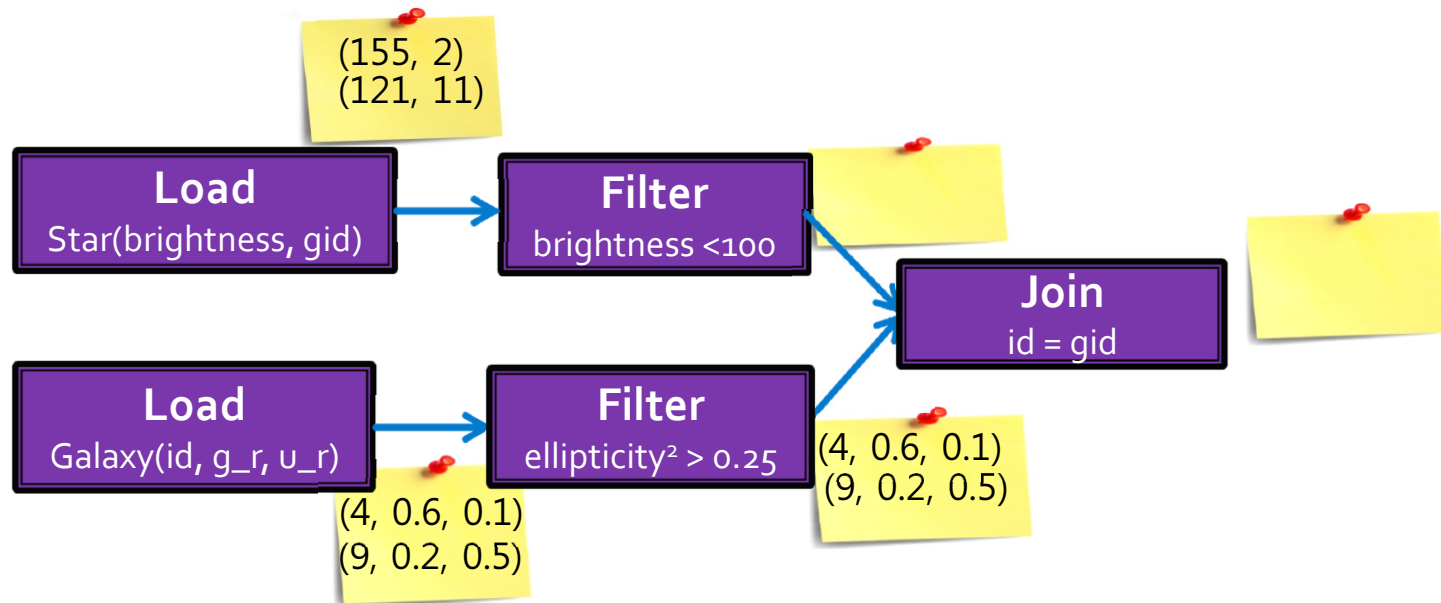 (155, 2)
(121, 11)
Load
Star(brightness, gid)
Filter
brightness <100
Join
id = gid
Load
Galaxy(id, g_r, u_r)
Filter
ellipticity² > 0.25
(4, 0.6, 0.1)
(9, 0.2, 0.5)
(4, 0.6, 0.1)
(9, 0.2, 0.5)